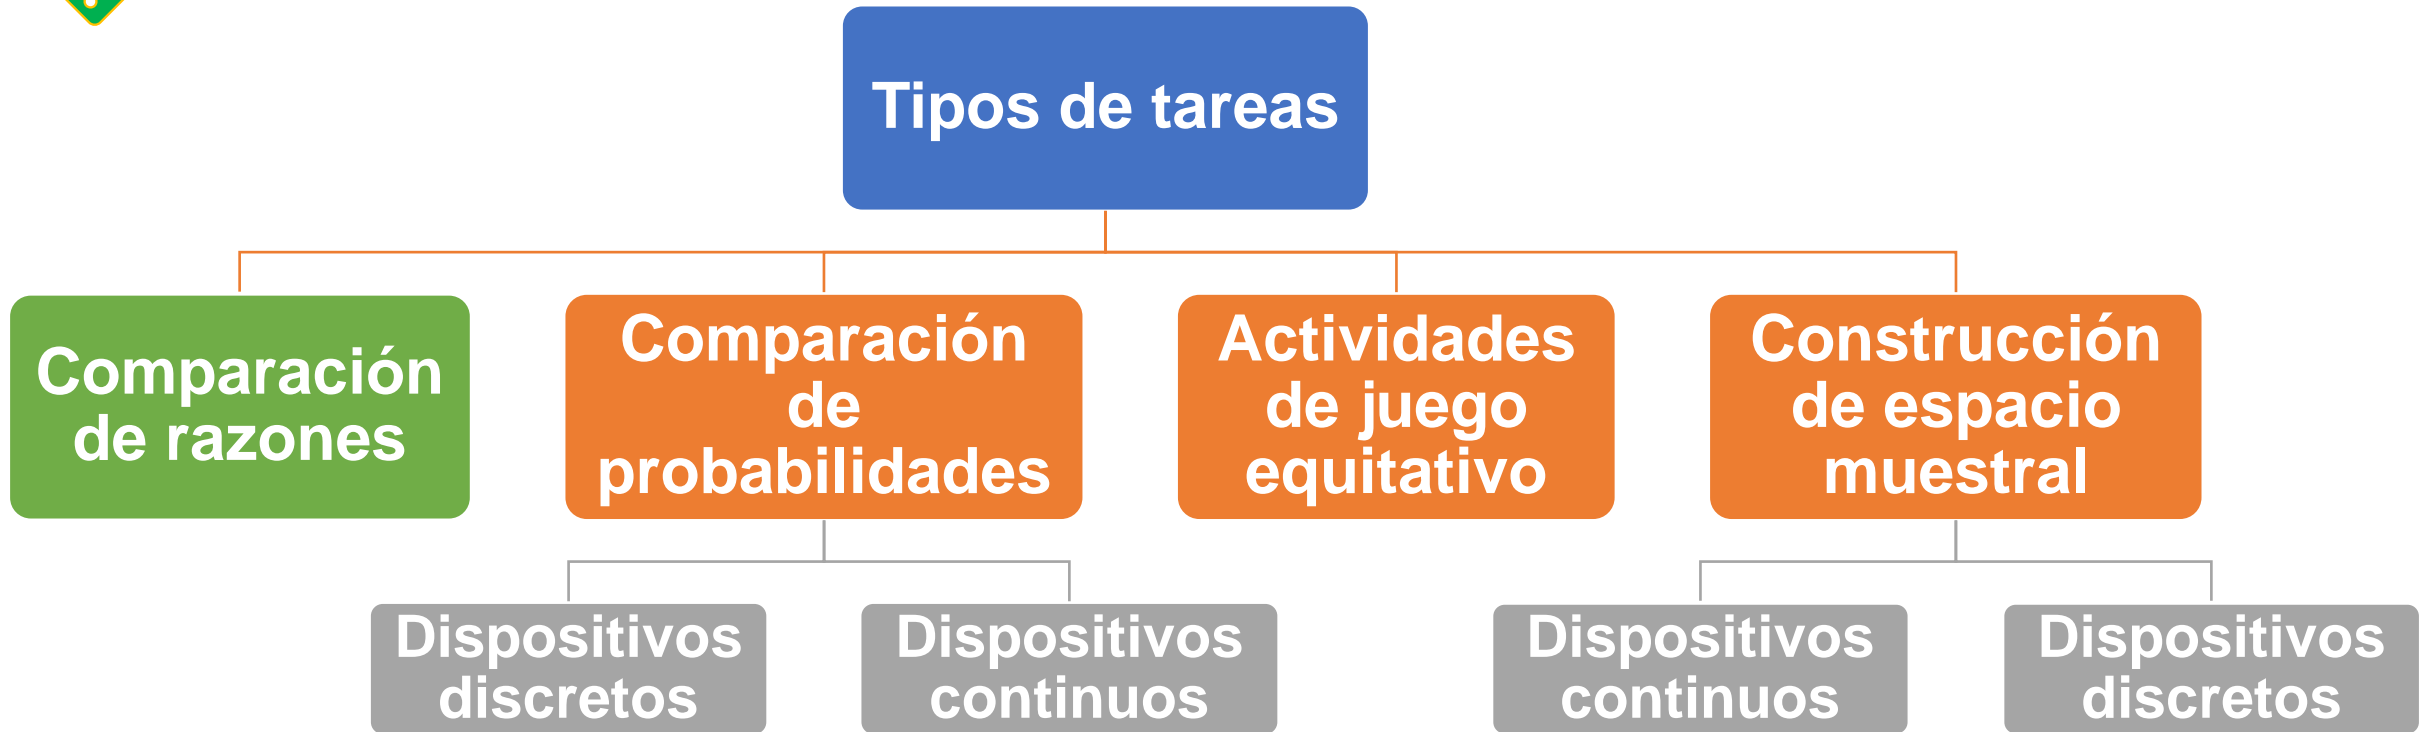 Tipos de tareas
Comparación
de razones
Comparación
de
probabilidades
Actividades
de juego
equitativo
Construcción
de espacio
muestral
Dispositivos
discretos
Dispositivos
continuos
Dispositivos
continuos
Dispositivos
discretos